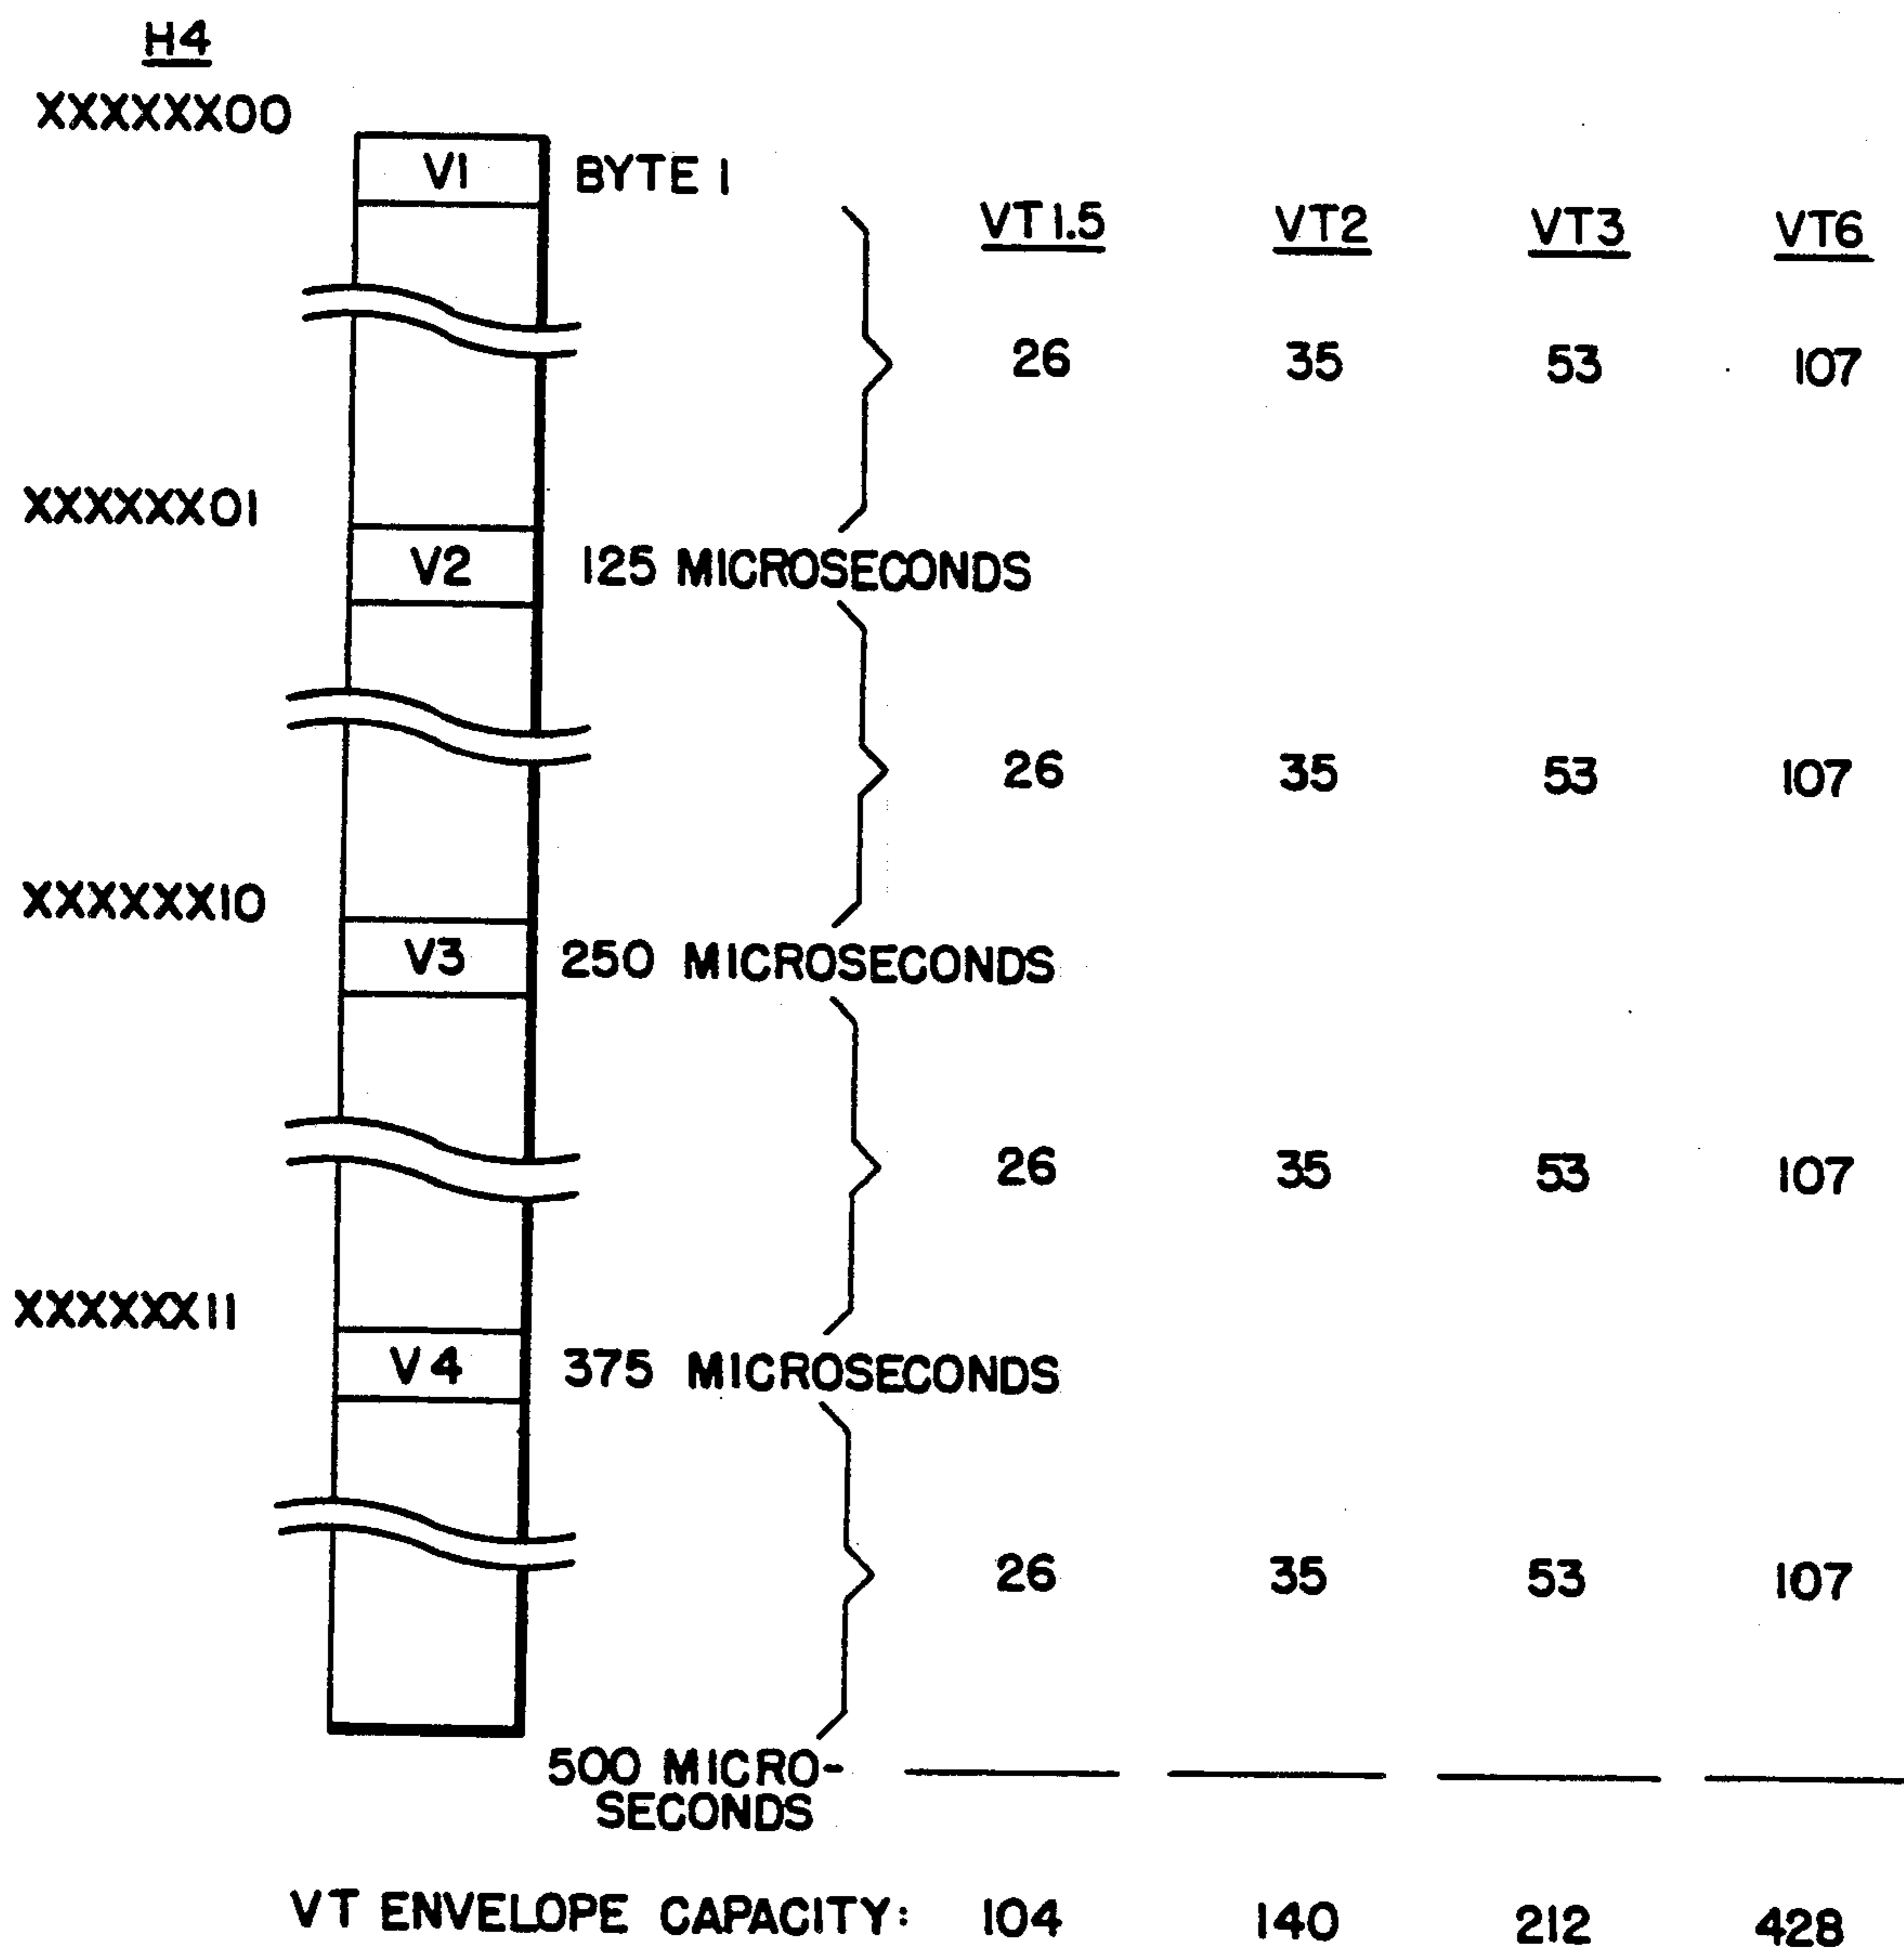 H4
XXXXXX00
V1 BYTE 1
VT1.5 VT2 VT3 VT6
26 35 53 107
XXXXXX01
V2 125 MICROSECONDS
26 35 53 107
XXXXXX10
V3 250 MICROSECONDS
26 35 53 107
XXXXXX11
V4 375 MICROSECONDS
26 35 53 107
500 MICRO-
SECONDS
VT ENVELOPE CAPACITY: 104 140 212 428